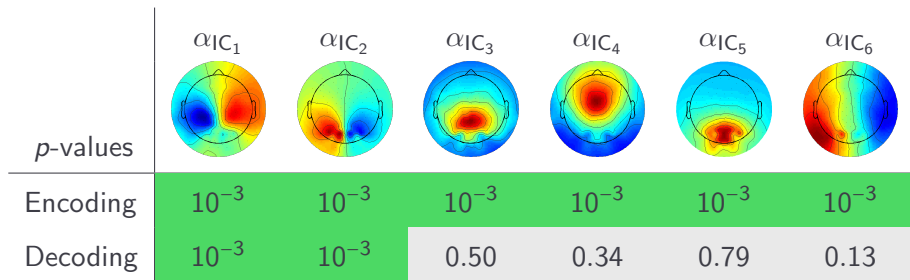 α_IC₁ α_IC₂ α_IC₃ α_IC₄ α_IC₅ α_IC₆
p-values
Encoding 10⁻³ 10⁻³ 10⁻³ 10⁻³ 10⁻³ 10⁻³
Decoding 10⁻³ 10⁻³ 0.50 0.34 0.79 0.13